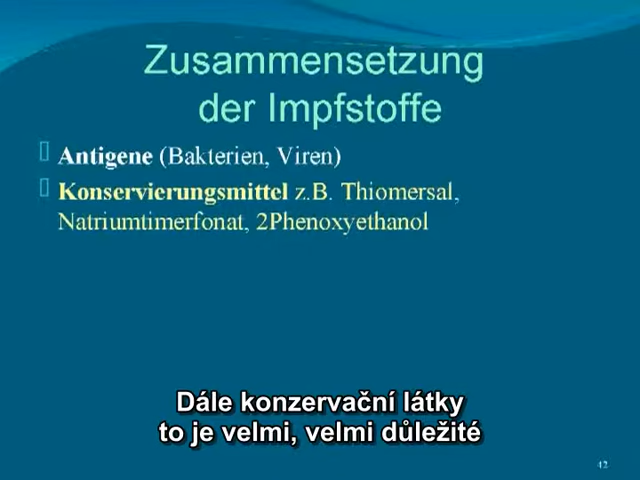 Zusammensetzung
der Impfstoffe
Antigene (Bakterien, Viren)
Konservierungsmittel z.B. Thiomersal,
Natriumtimerfonat, 2Phenoxyethanol
Dále konzervační látky
to je velmi, velmi důležité
42